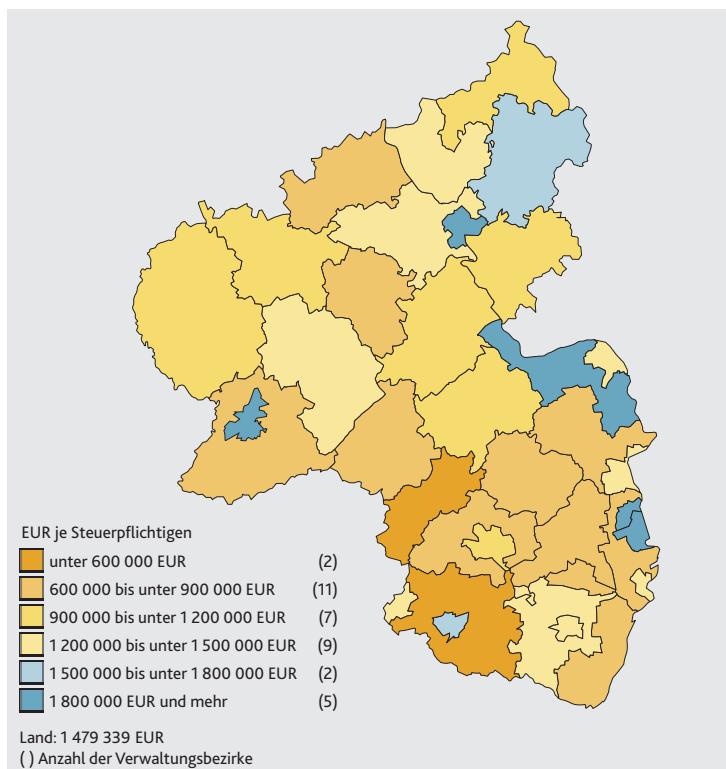 EUR je Steuerpflichtigen
unter 600 000 EUR (2)
600 000 bis unter 900 000 EUR (11)
900 000 bis unter 1 200 000 EUR (7)
1 200 000 bis unter 1 500 000 EUR (9)
1 500 000 bis unter 1 800 000 EUR (2)
1 800 000 EUR und mehr (5)
Land: 1 479 339 EUR
( ) Anzahl der Verwaltungsbezirke